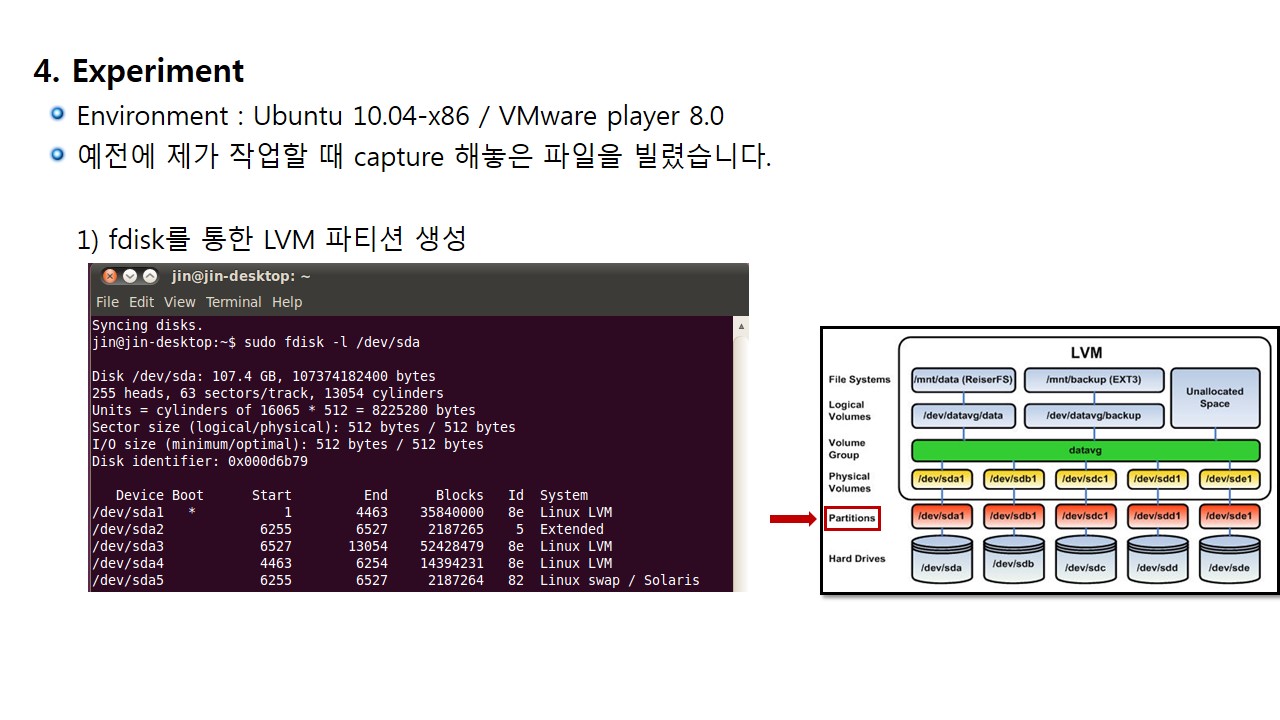 4. Experiment
Environment : Ubuntu 10.04-x86 / VMware player 8.0
예전에 제가 작업할 때 capture 해놓은 파일을 빌렸습니다.
1) fdisk를 통한 LVM 파티션 생성
jin@jin-desktop: ~
File Edit View Terminal Help
Syncing disks.
jin@jin-desktop:~$ sudo fdisk -l /dev/sda
Disk /dev/sda: 107.4 GB, 107374182400 bytes
255 heads, 63 sectors/track, 13054 cylinders
Units = cylinders of 16065 * 512 = 8225280 bytes
Sector size (logical/physical): 512 bytes / 512 bytes
I/O size (minimum/optimal): 512 bytes / 512 bytes
Disk identifier: 0x000d6b79
Device Boot Start End Blocks Id System
/dev/sda1 * 1 4463 35840000 8e Linux LVM
/dev/sda2 6255 6527 2187265 5 Extended
/dev/sda3 6527 13054 52428479 8e Linux LVM
/dev/sda4 4463 6254 14394231 8e Linux LVM
/dev/sda5 6255 6527 2187264 82 Linux swap / Solaris
LVM
File Systems /mnt/data (ReiserFS) /mnt/backup (EXT3)
Unallocated
Space
Logical
Volumes
/dev/datavg/data /dev/datavg/backup
Volume
Group
datavg
Physical
Volumes
/dev/sda1 /dev/sdb1 /dev/sdc1 /dev/sdd1 /dev/sde1
Partitions /dev/sda1 /dev/sdb1 /dev/sdc1 /dev/sdd1 /dev/sde1
Hard Drives /dev/sda /dev/sdb /dev/sdc /dev/sdd /dev/sde